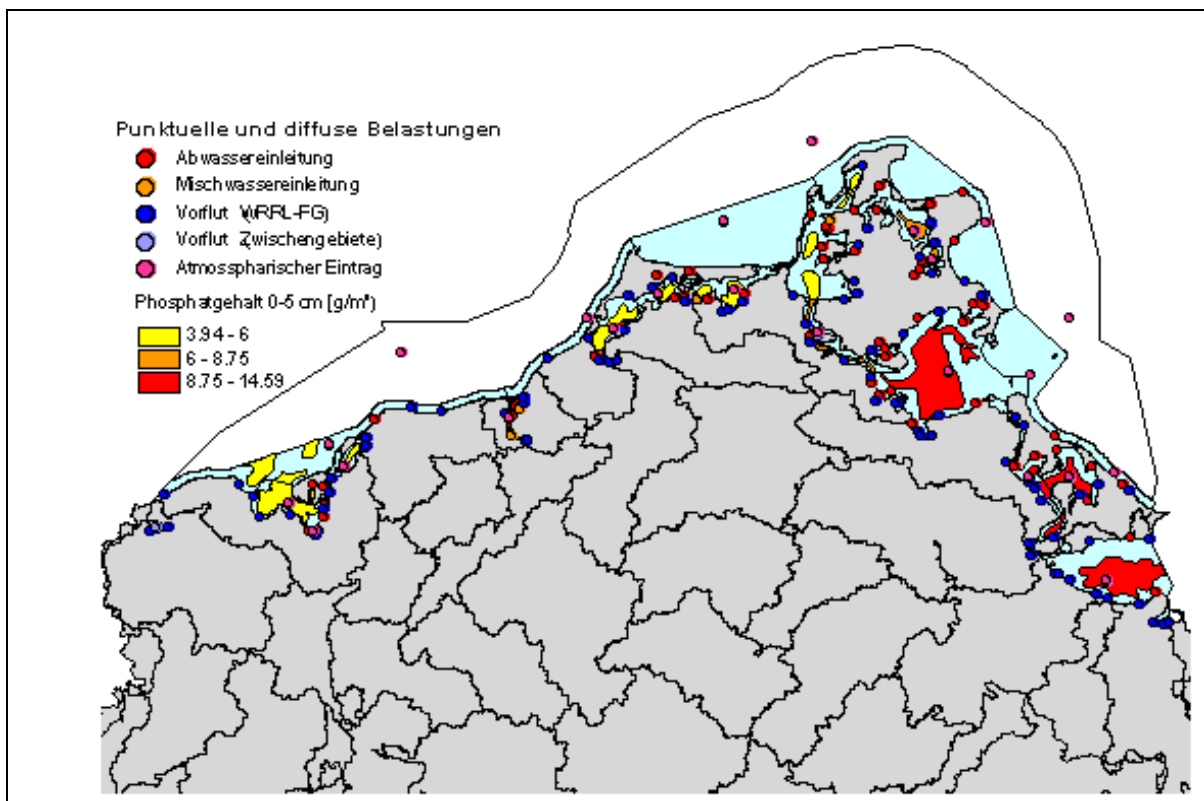 Punktuelle und diffuse Belastungen
Abwassereinleitung
Mischwassereinleitung
Vorflut (WRRL-FG)
Vorflut Zwischengebiete)
Atmosspharischer Eintrag
Phosphatgehalt 0-5 cm [g/m²]
3.94 - 6
6 - 8.75
8.75 - 14.59